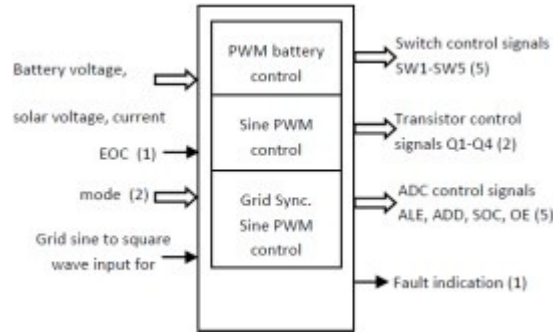 Battery voltage,
solar voltage, current
EOC (1)
mode (2)
Grid sine to square
wave input for
PWM battery
control
Sine PWM
control
Grid Sync.
Sine PWM
control
Switch control signals
SW1-SW5 (5)
Transistor control
signals Q1-Q4 (2)
ADC control signals
ALE, ADD, SOC, OE (5)
Fault indication (1)